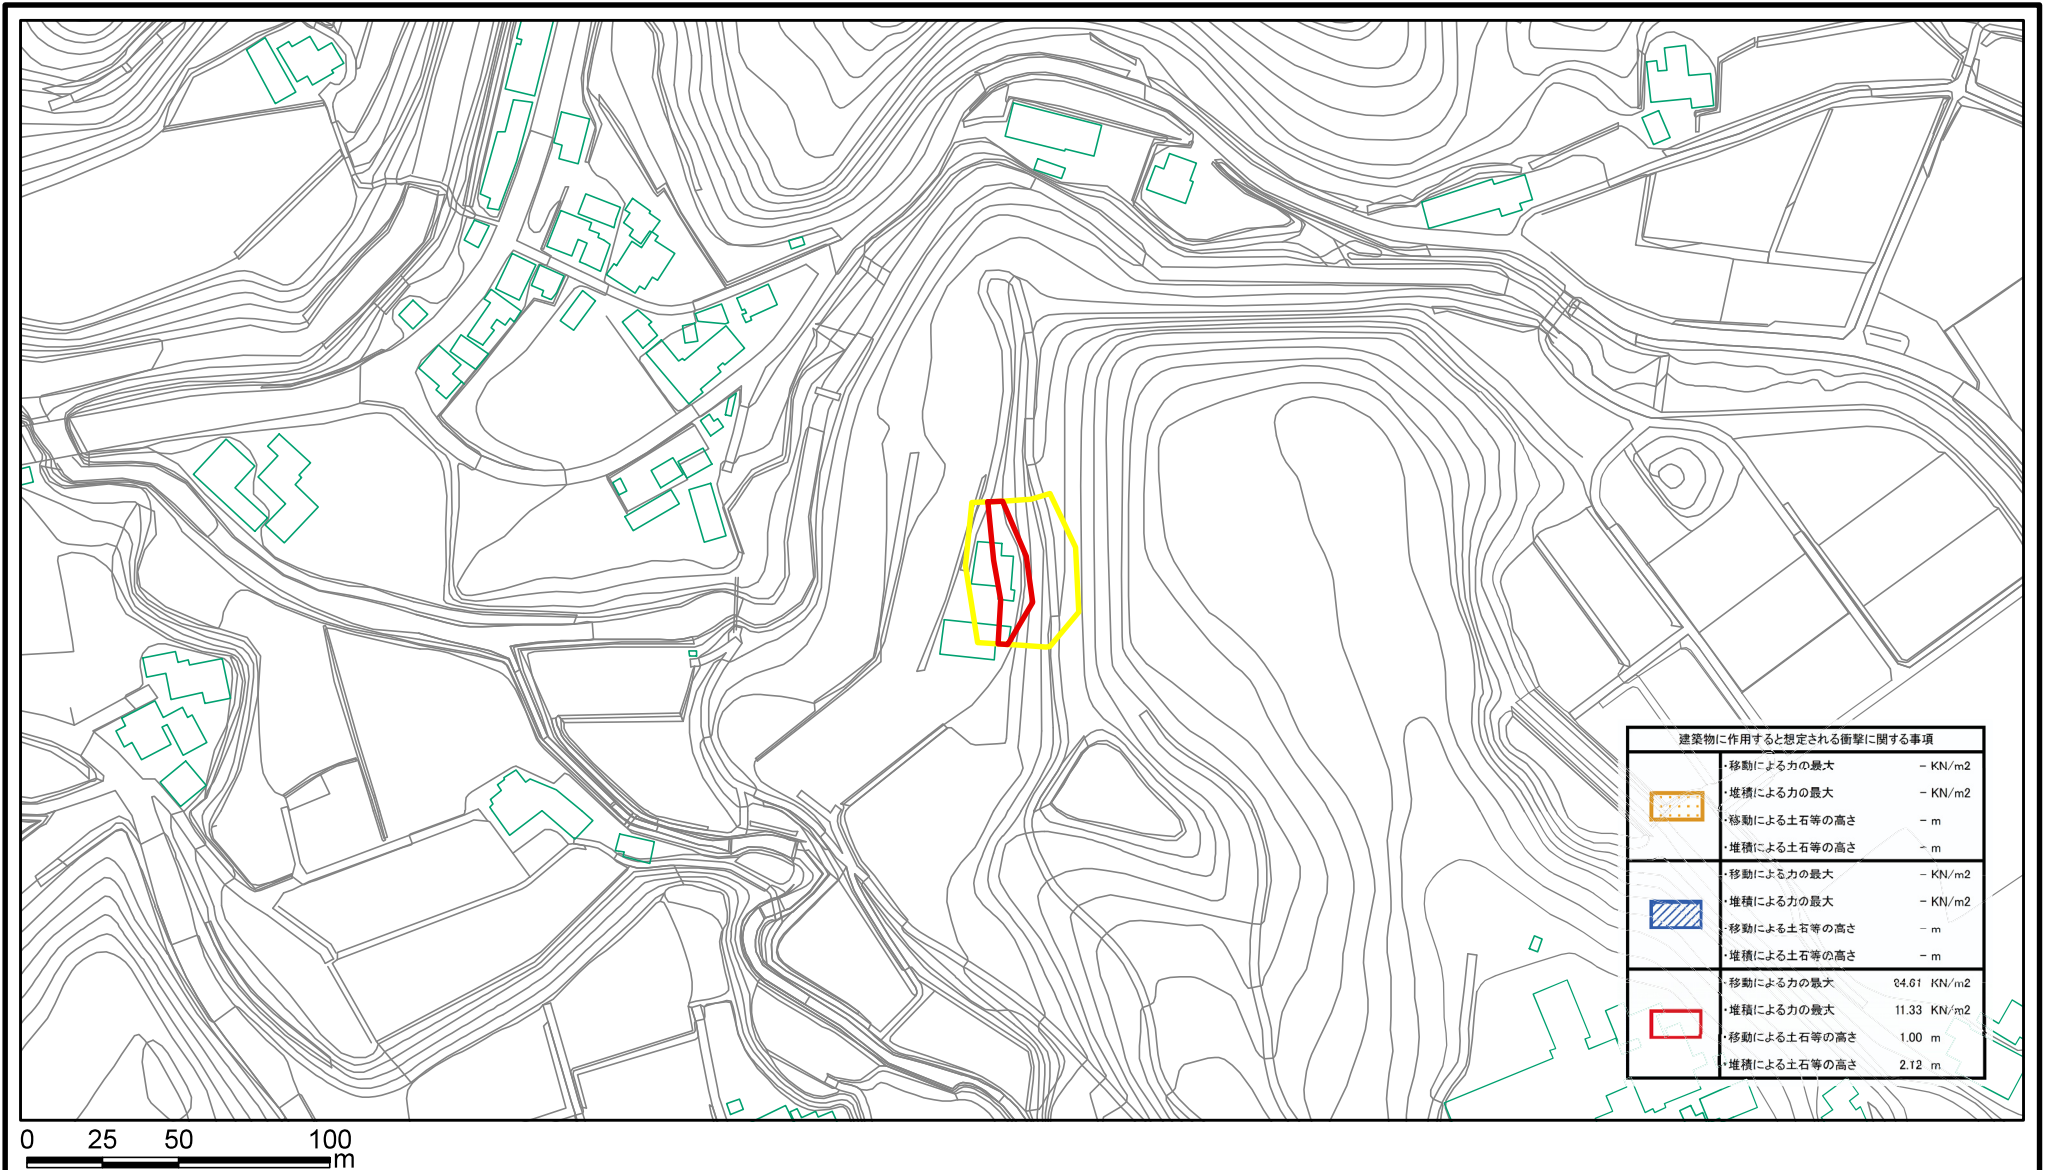 建築物に作用すると想定される衝撃に関する事項
・移動による力の最大 - KN/m2
・堆積による力の最大 - KN/m2
・移動による土石等の高さ - m
・堆積による土石等の高さ - m
・移動による力の最大 - KN/m2
・堆積による力の最大 - KN/m2
・移動による土石等の高さ - m
・堆積による土石等の高さ - m
・移動による力の最大 KN/m2
・堆積による力の最大 11.33 KN/m2
・移動による土石等の高さ 1.00 m
・堆積による土石等の高さ 2.12 m
0 25 50 100
m